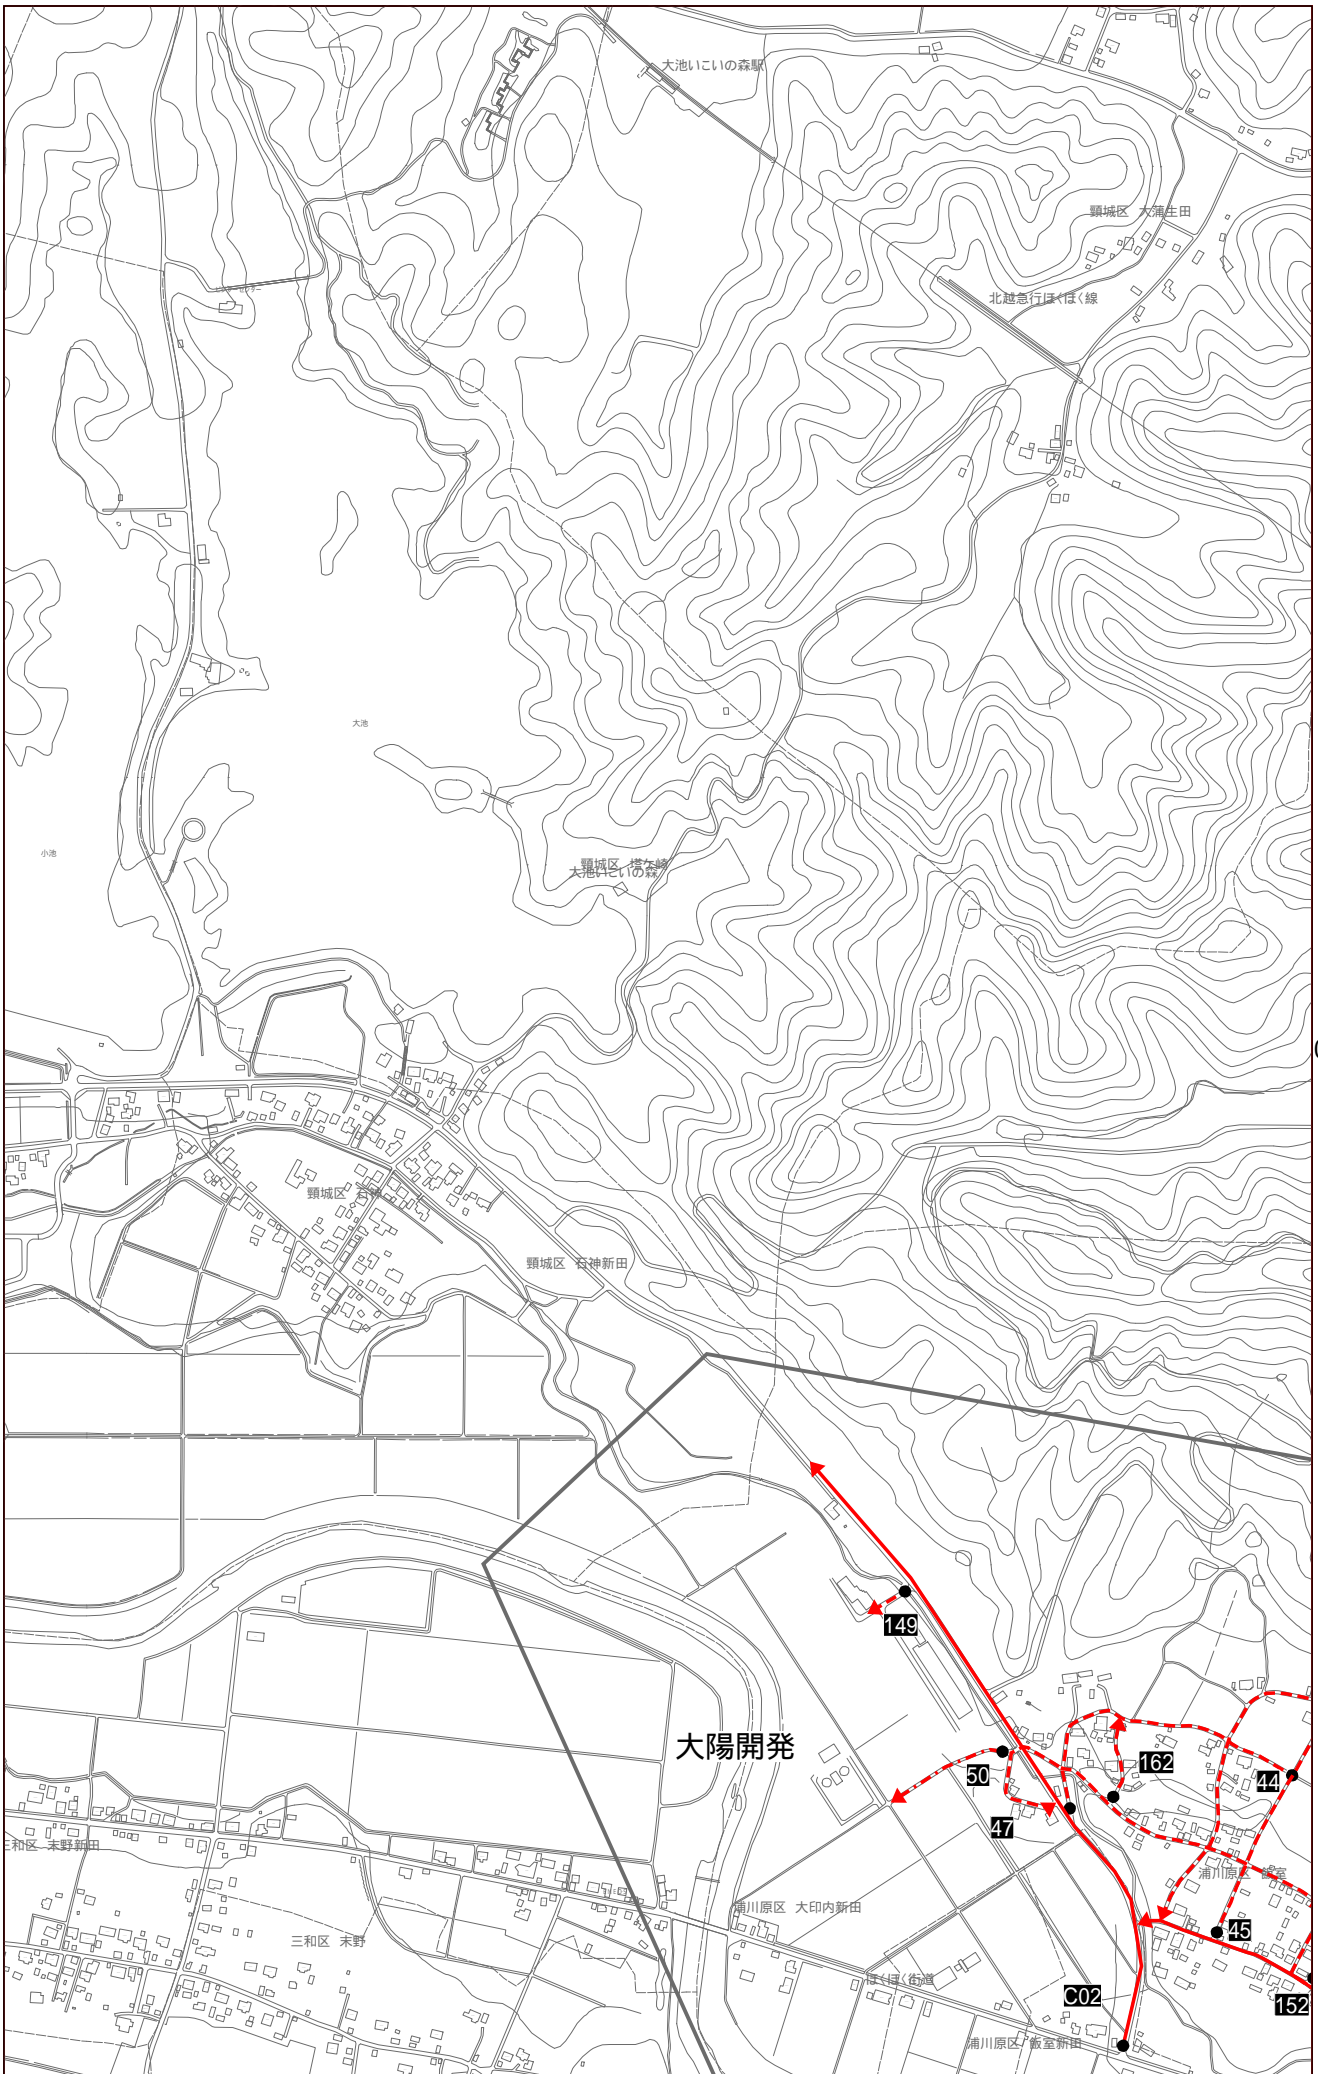 大池いこいの森駅
頸城区 大蒲生田
北越急行ほくほく線
大池
小池
頸城区 塔ケ崎
大池いこいの森
頸城区 石神
頸城区 石神新田
149
大陽開発
50
162
44
47
三和区 末野新田
浦川原区 飯室
浦川原区 大印内新田
45
三和区 末野
ほくほく街道
C02
152
浦川原区 飯室新田